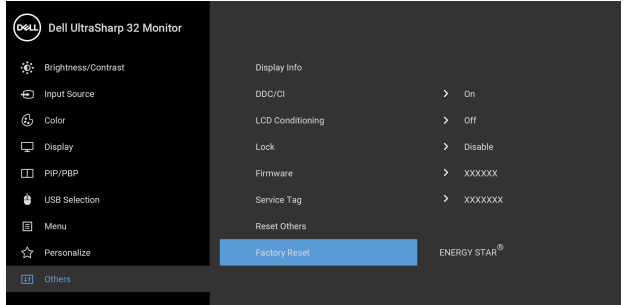 DELL Dell UltraSharp 32 Monitor
Brightness/Contrast
Input Source
Color
Display
PIP/PBP
USB Selection
Menu
Personalize
Others
Display Info
DDC/CI > On
LCD Conditioning > Off
Lock > Disable
Firmware > XXXXXX
Service Tag > XXXXXXX
Reset Others
Factory Reset ENERGY STAR®